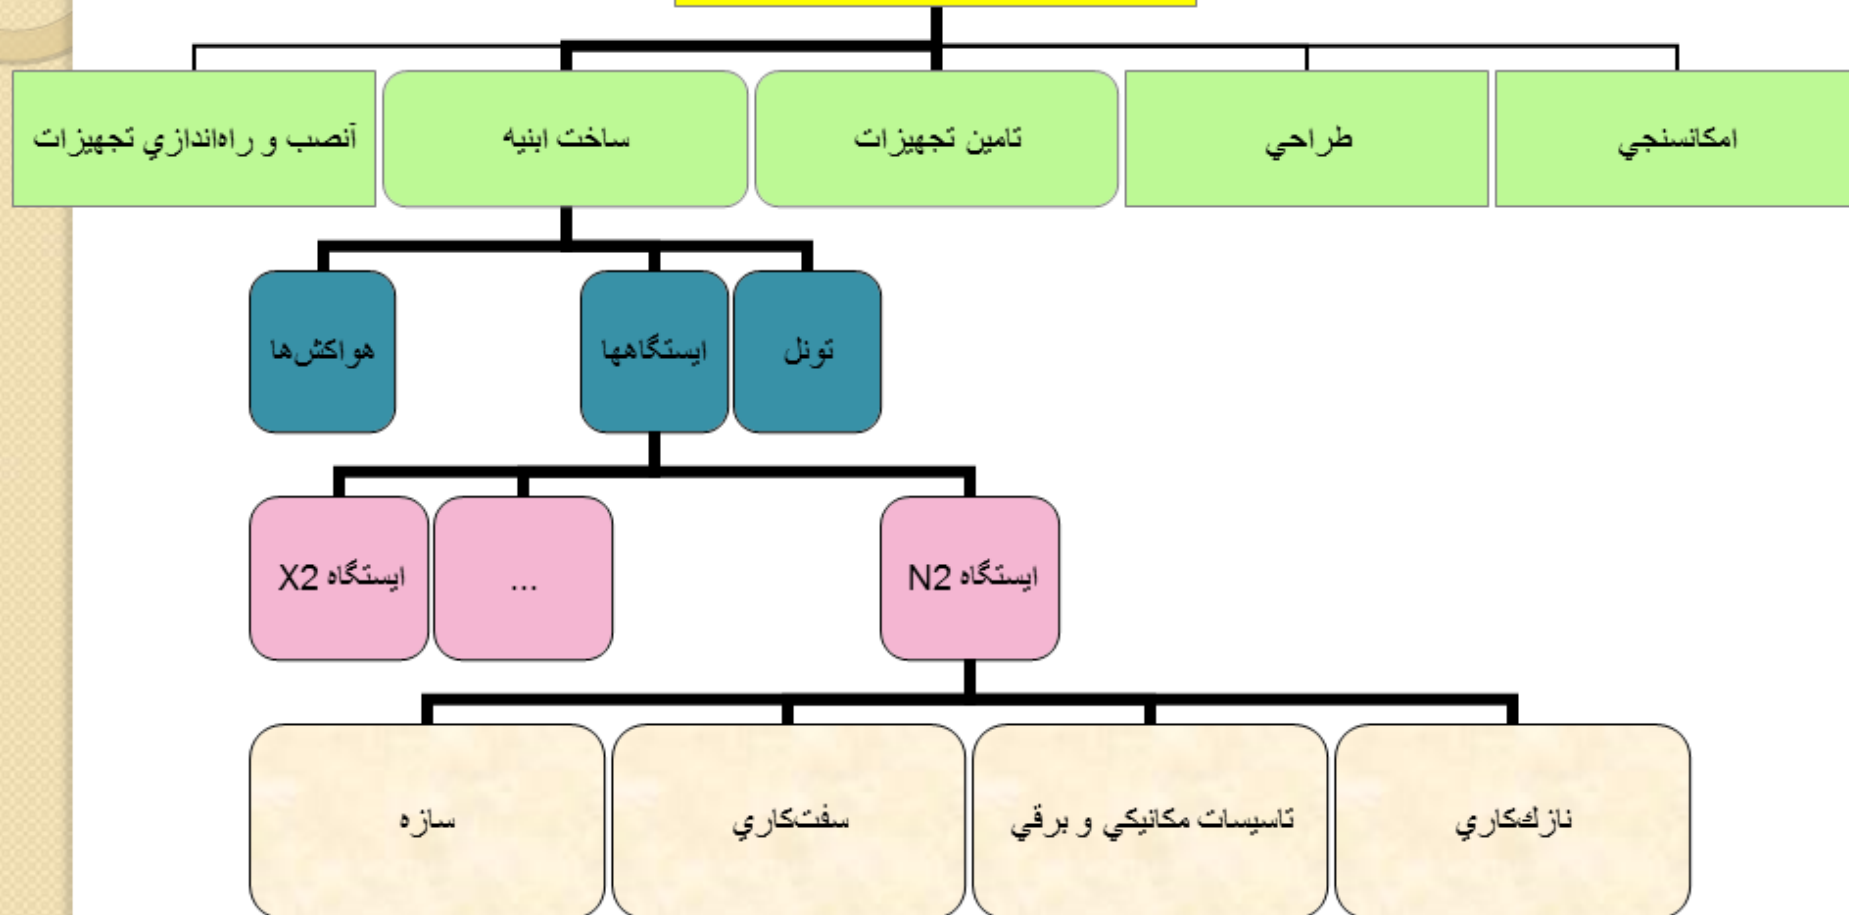 امكانسنجي
طراحي
تامين تجهيزات
ساخت ابنيه
آنصب و راه‌اندازي تجهيزات
تونل
ايستگاهها
هواكش‌ها
ايستگاه N2
...
ايستگاه X2
نازك‌كاري
تاسيسات مكانيكي و برقي
سفت‌كاري
سازه